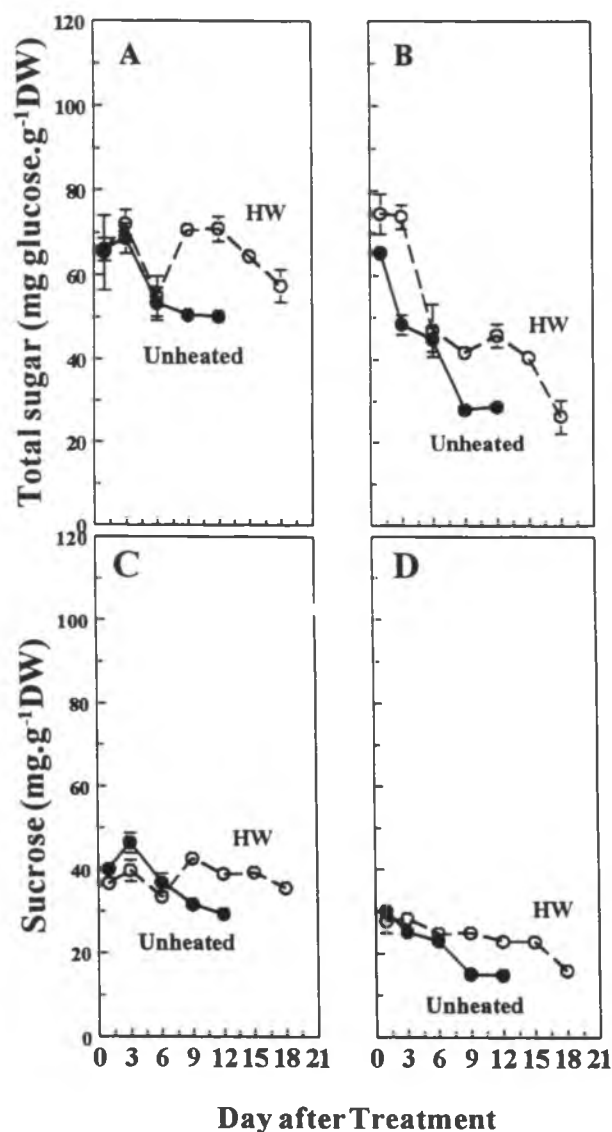 Total sugar (mg glucose.g-1DW)
120
100
80
60
40
20
0
A
HW
Unheated
B
HW
Unheated
Sucrose (mg.g-1DW)
120
100
80
60
40
20
0
C
HW
Unheated
D
HW
Unheated
0 3 6 9 12 15 18 21
0 3 6 9 12 15 18 21
Day after Treatment